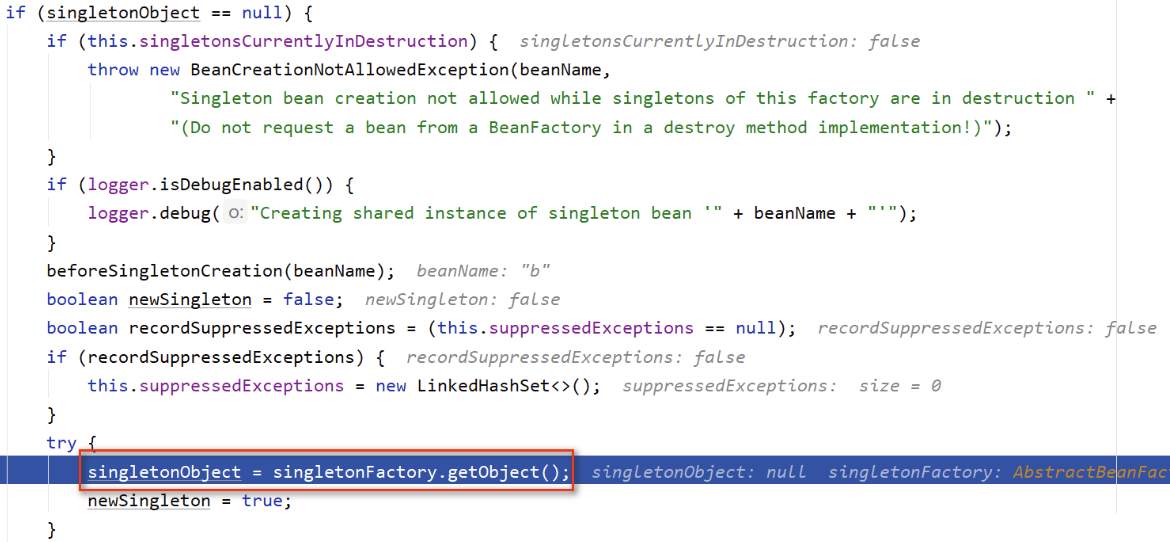 if (singletonObject == null) {
if (this.singletonsCurrentlyInDestruction) { singletonsCurrentlyInDestruction: false
throw new BeanCreationNotAllowedException(beanName,
"Singleton bean creation not allowed while singletons of this factory are in destruction " +
"(Do not request a bean from a BeanFactory in a destroy method implementation!)");
}
if (logger.isDebugEnabled()) {
logger.debug( o: "Creating shared instance of singleton bean '" + beanName + "'");
}
beforeSingletonCreation(beanName); beanName: "b"
boolean newSingleton = false; newSingleton: false
boolean recordSuppressedExceptions = (this.suppressedExceptions == null); recordSuppressedExceptions: false
if (recordSuppressedExceptions) { recordSuppressedExceptions: false
this.suppressedExceptions = new LinkedHashSet<>(); suppressedExceptions: size = 0
}
try {
singletonObject = singletonFactory.getObject(); singletonObject: null singletonFactory: AbstractBeanFac
newSingleton = true;
}